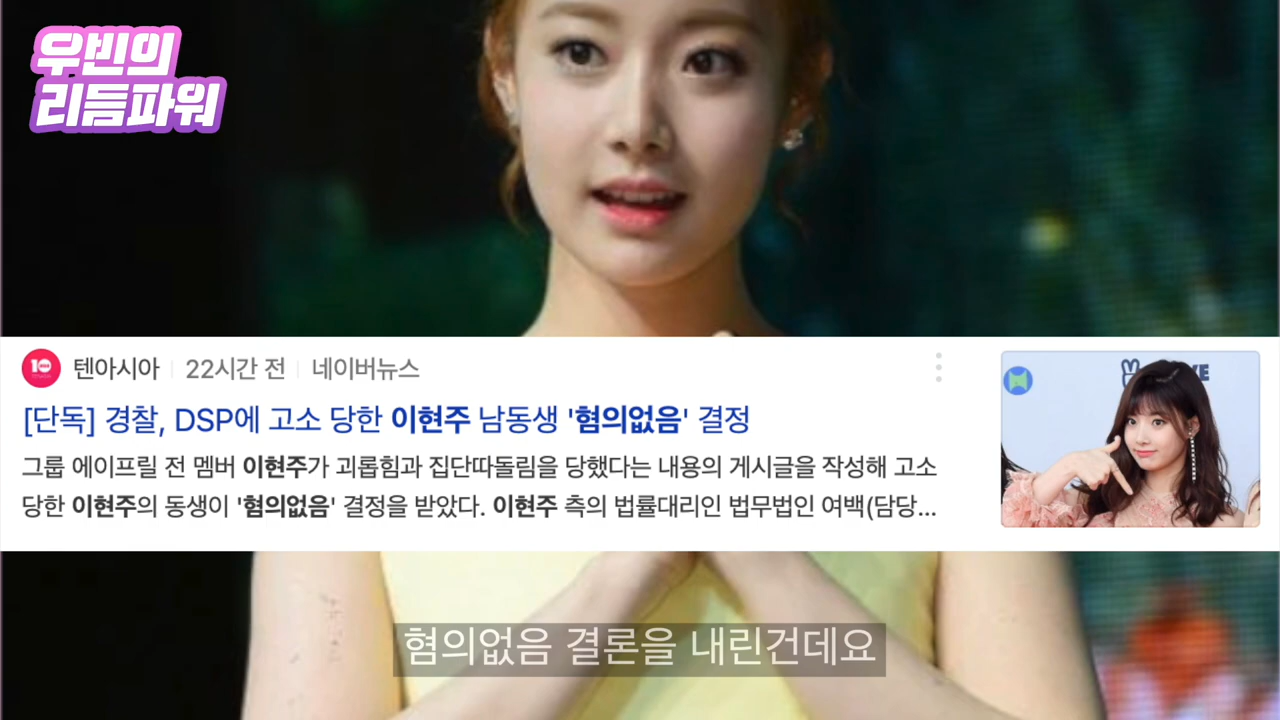 우빈의
리듬파워
텐아시아 22시간 전 네이버뉴스
[단독] 경찰, DSP에 고소 당한 이현주 남동생 '혐의없음' 결정
그룹 에이프릴 전 멤버 이현주가 괴롭힘과 집단따돌림을 당했다는 내용의 게시글을 작성해 고소
당한 이현주의 동생이 '혐의없음' 결정을 받았다. 이현주 측의 법률대리인 법무법인 여백(담당...
혐의없음 결론을 내린건데요